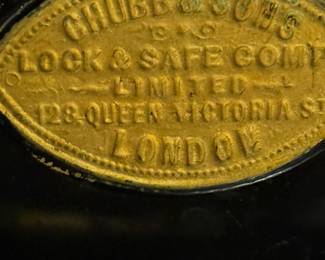 CHUBB & SONS
LOCK & SAFE COMP
LIMITED
128·QUEEN VICTORIA ST
LONDON